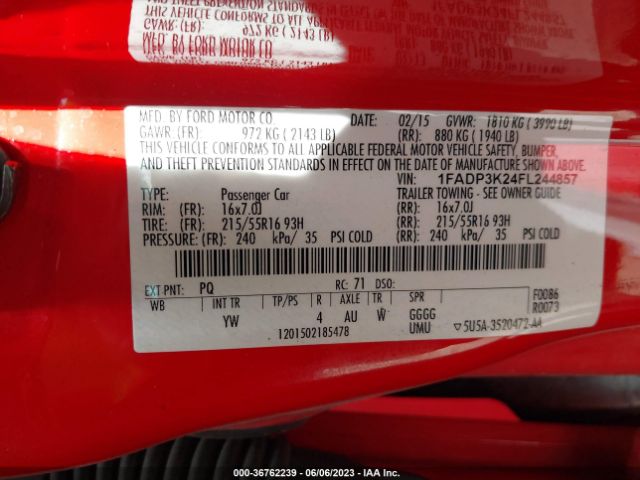 MFD. BY FORD MOTOR CO. DATE: 02/15 GVWR: 1810 KG ( 3990 LB)
GAWR: (FR): 972 KG ( 2143 LB) (RR): 880 KG ( 1940 LB)
THIS VEHICLE CONFORMS TO ALL APPLICABLE FEDERAL MOTOR VEHICLE SAFETY, BUMPER,
AND THEFT PREVENTION STANDARDS IN EFFECT ON THE DATE OF MANUFACTURE SHOWN ABOVE.
VIN: 1FADP3K24FL244857
TYPE: Passenger Car TRAILER TOWING - SEE OWNER GUIDE
RIM: (FR): 16x7.0J (RR): 16x7.0J
TIRE: (FR): 215/55R16 93H (RR): 215/55R16 93H
PRESSURE: (FR): 240 kPa/ 35 PSI COLD (RR): 240 kPa/ 35 PSI COLD
EXT PNT: PQ RC: 71 DSO:
WB INT TR TP/PS R AXLE TR SPR F0086
YW 4 AU W GGGG R0073
1201502185478 UMU 5U5A-3520472-AA
000-36762239 - 06/06/2023 - IAA Inc.